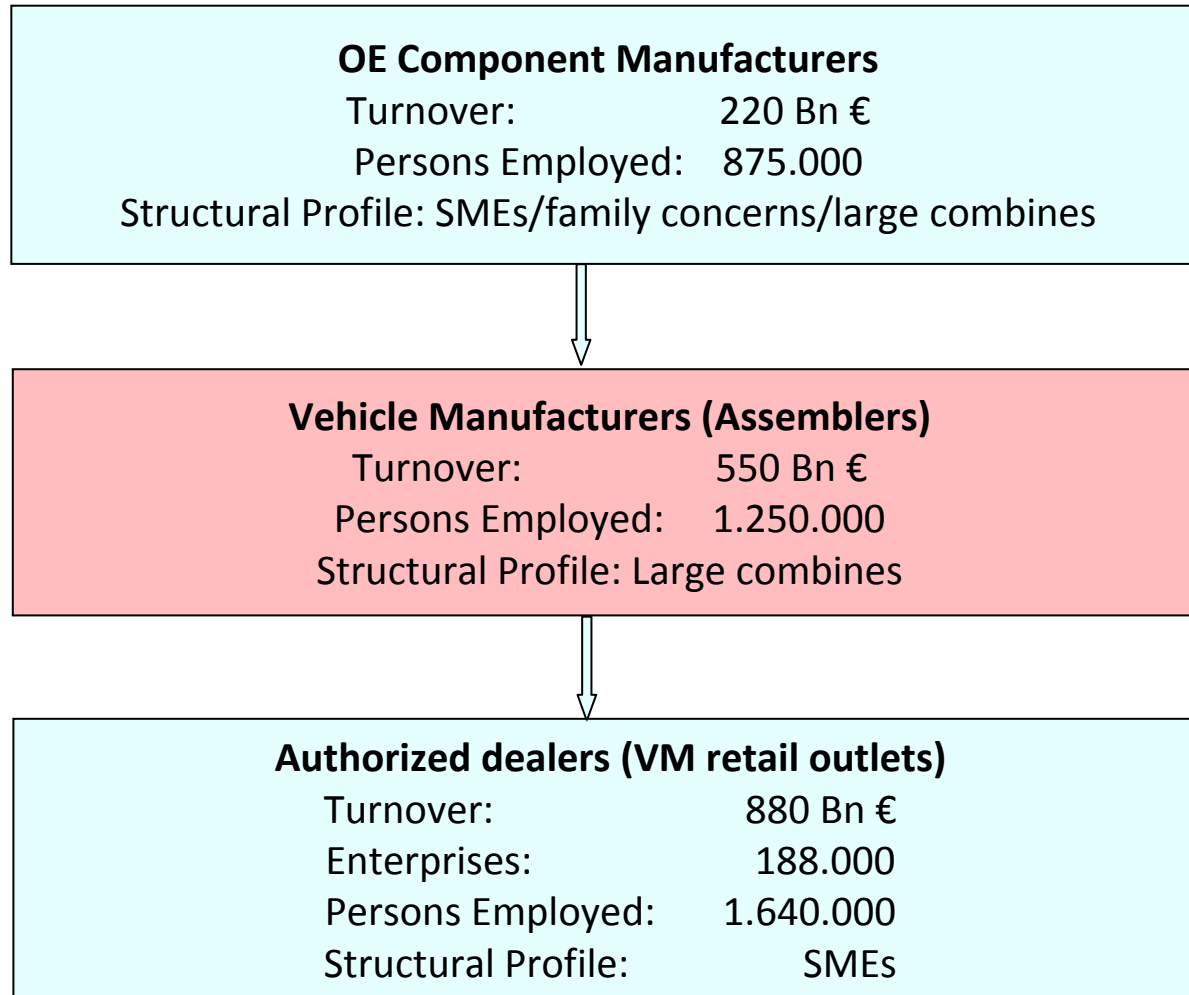 OE Component Manufacturers
Turnover: 220 Bn €
Persons Employed: 875.000
Structural Profile: SMEs/family concerns/large combines
Vehicle Manufacturers (Assemblers)
Turnover: 550 Bn €
Persons Employed: 1.250.000
Structural Profile: Large combines
Authorized dealers (VM retail outlets)
Turnover: 880 Bn €
Enterprises: 188.000
Persons Employed: 1.640.000
Structural Profile: SMEs